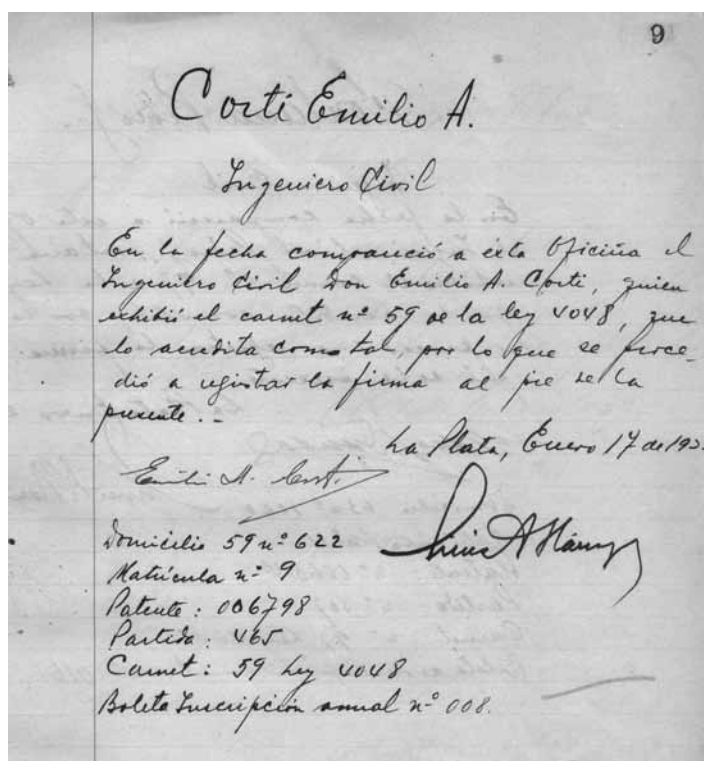 9
Corti Emilio A.
Ingeniero Civil
En la fecha compareció a esta Oficina el
Ingeniero Civil Don Emilio A. Corti, quien
exhibió el carnet nº 59 de la ley 4048, que
lo acredita como tal, por lo que se proce-
dió a registrar la firma al pie de la
presente.-
La Plata, Enero 17 de 193
Emilio A. Corti
Domicilio 59 nº 622
Matrícula nº 9
Patente: 006798
Partida: 465
Carnet: 59 Ley 4048
Boleta Inscripción anual nº 008.